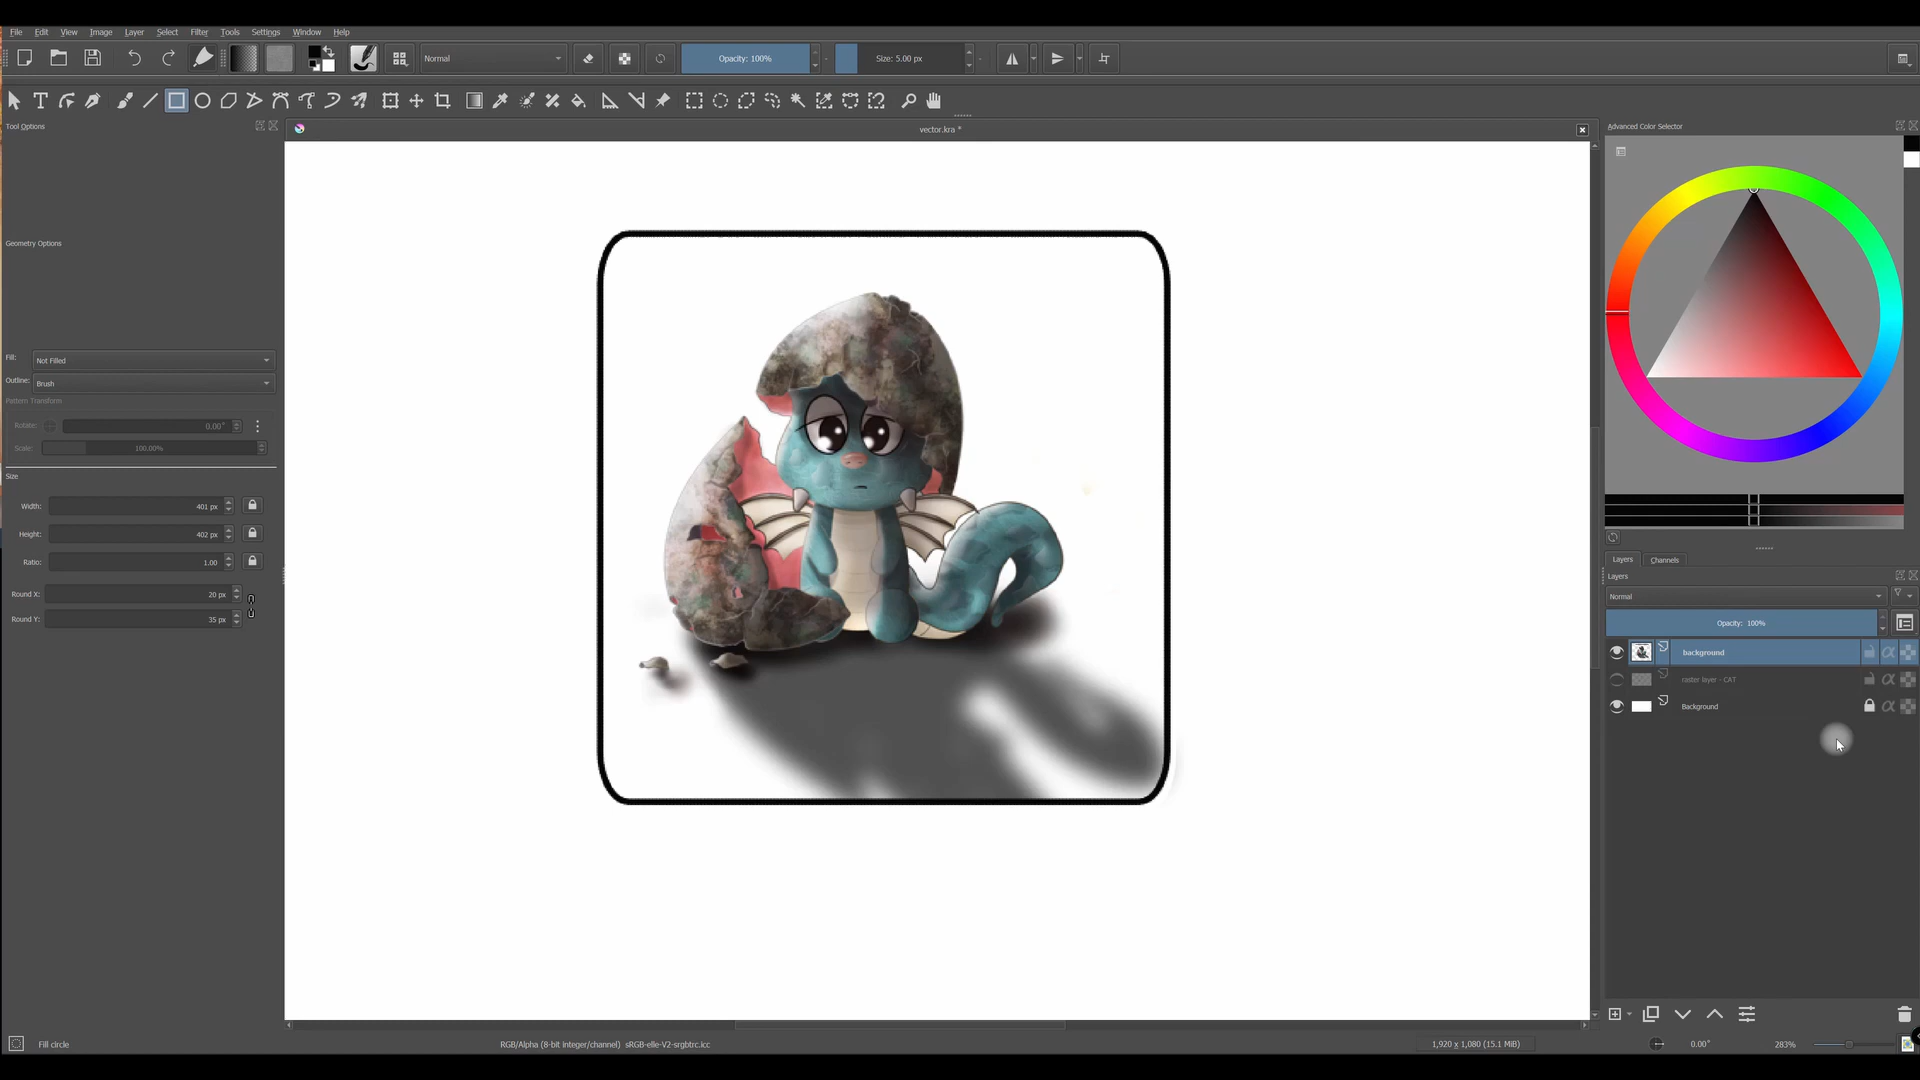 File Edit View Image Layer Select Filter Tools Settings Window Help
Normal Opacity: 100% Size: 5.00 px
Tool Options
vector.kra *
Advanced Color Selector
Geometry Options
Fill: Not Filled
Outline: Brush
Pattern Transform
Rotate: 0.00°
Scale: 100.00%
Size
Width: 401 px
Height: 402 px
Ratio: 1.00
Round X: 20 px
Round Y: 35 px
Layers Channels
Layers
Normal
Opacity: 100%
background
raster layer - CAT
Background
Fill circle
RGB/Alpha (8-bit integer/channel) sRGB-elle-V2-srgbtrc.icc
1,920 x 1,080 (15.1 MiB)
0.00°
283%